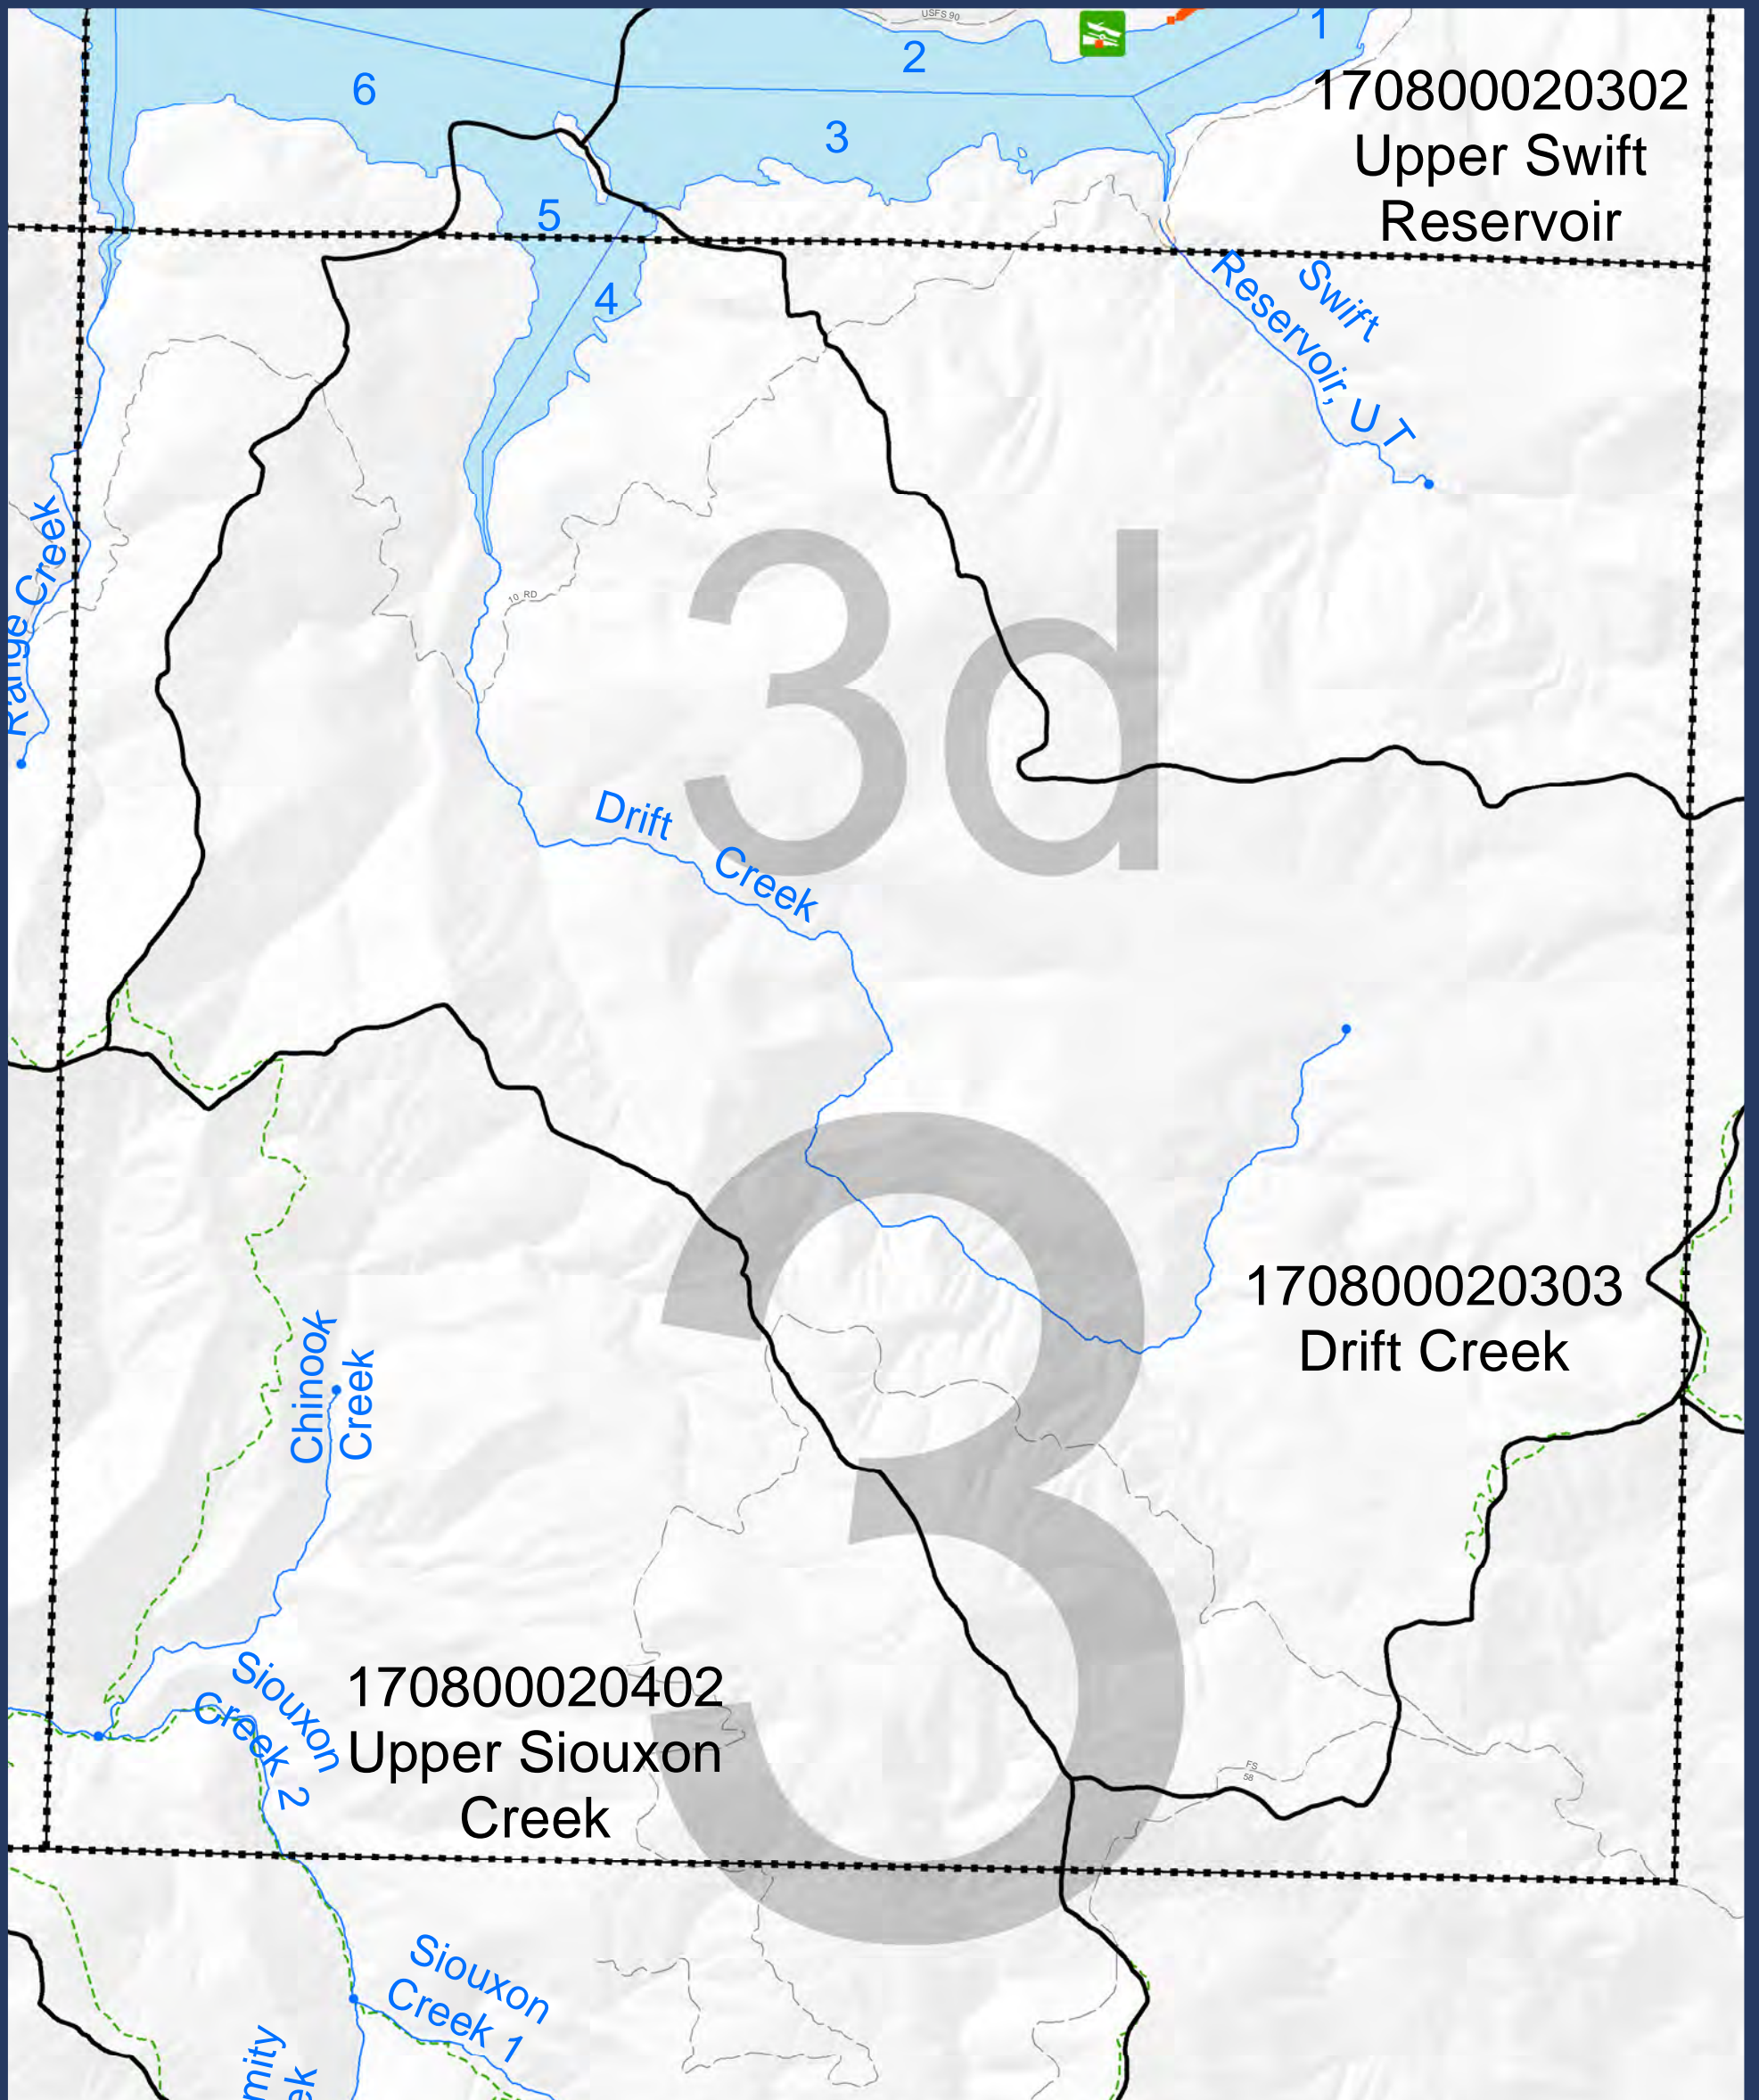 USFS 90
1
2
6
3
170800020302
Upper Swift
Reservoir
5
4
Swift
Reservoir, U T
Range Creek
3d
10 RD
Drift Creek
3
170800020303
Drift Creek
Chinook
Creek
Siouxon
Creek 2
170800020402
Upper Siouxon
Creek
FS
58
Siouxon
Creek 1